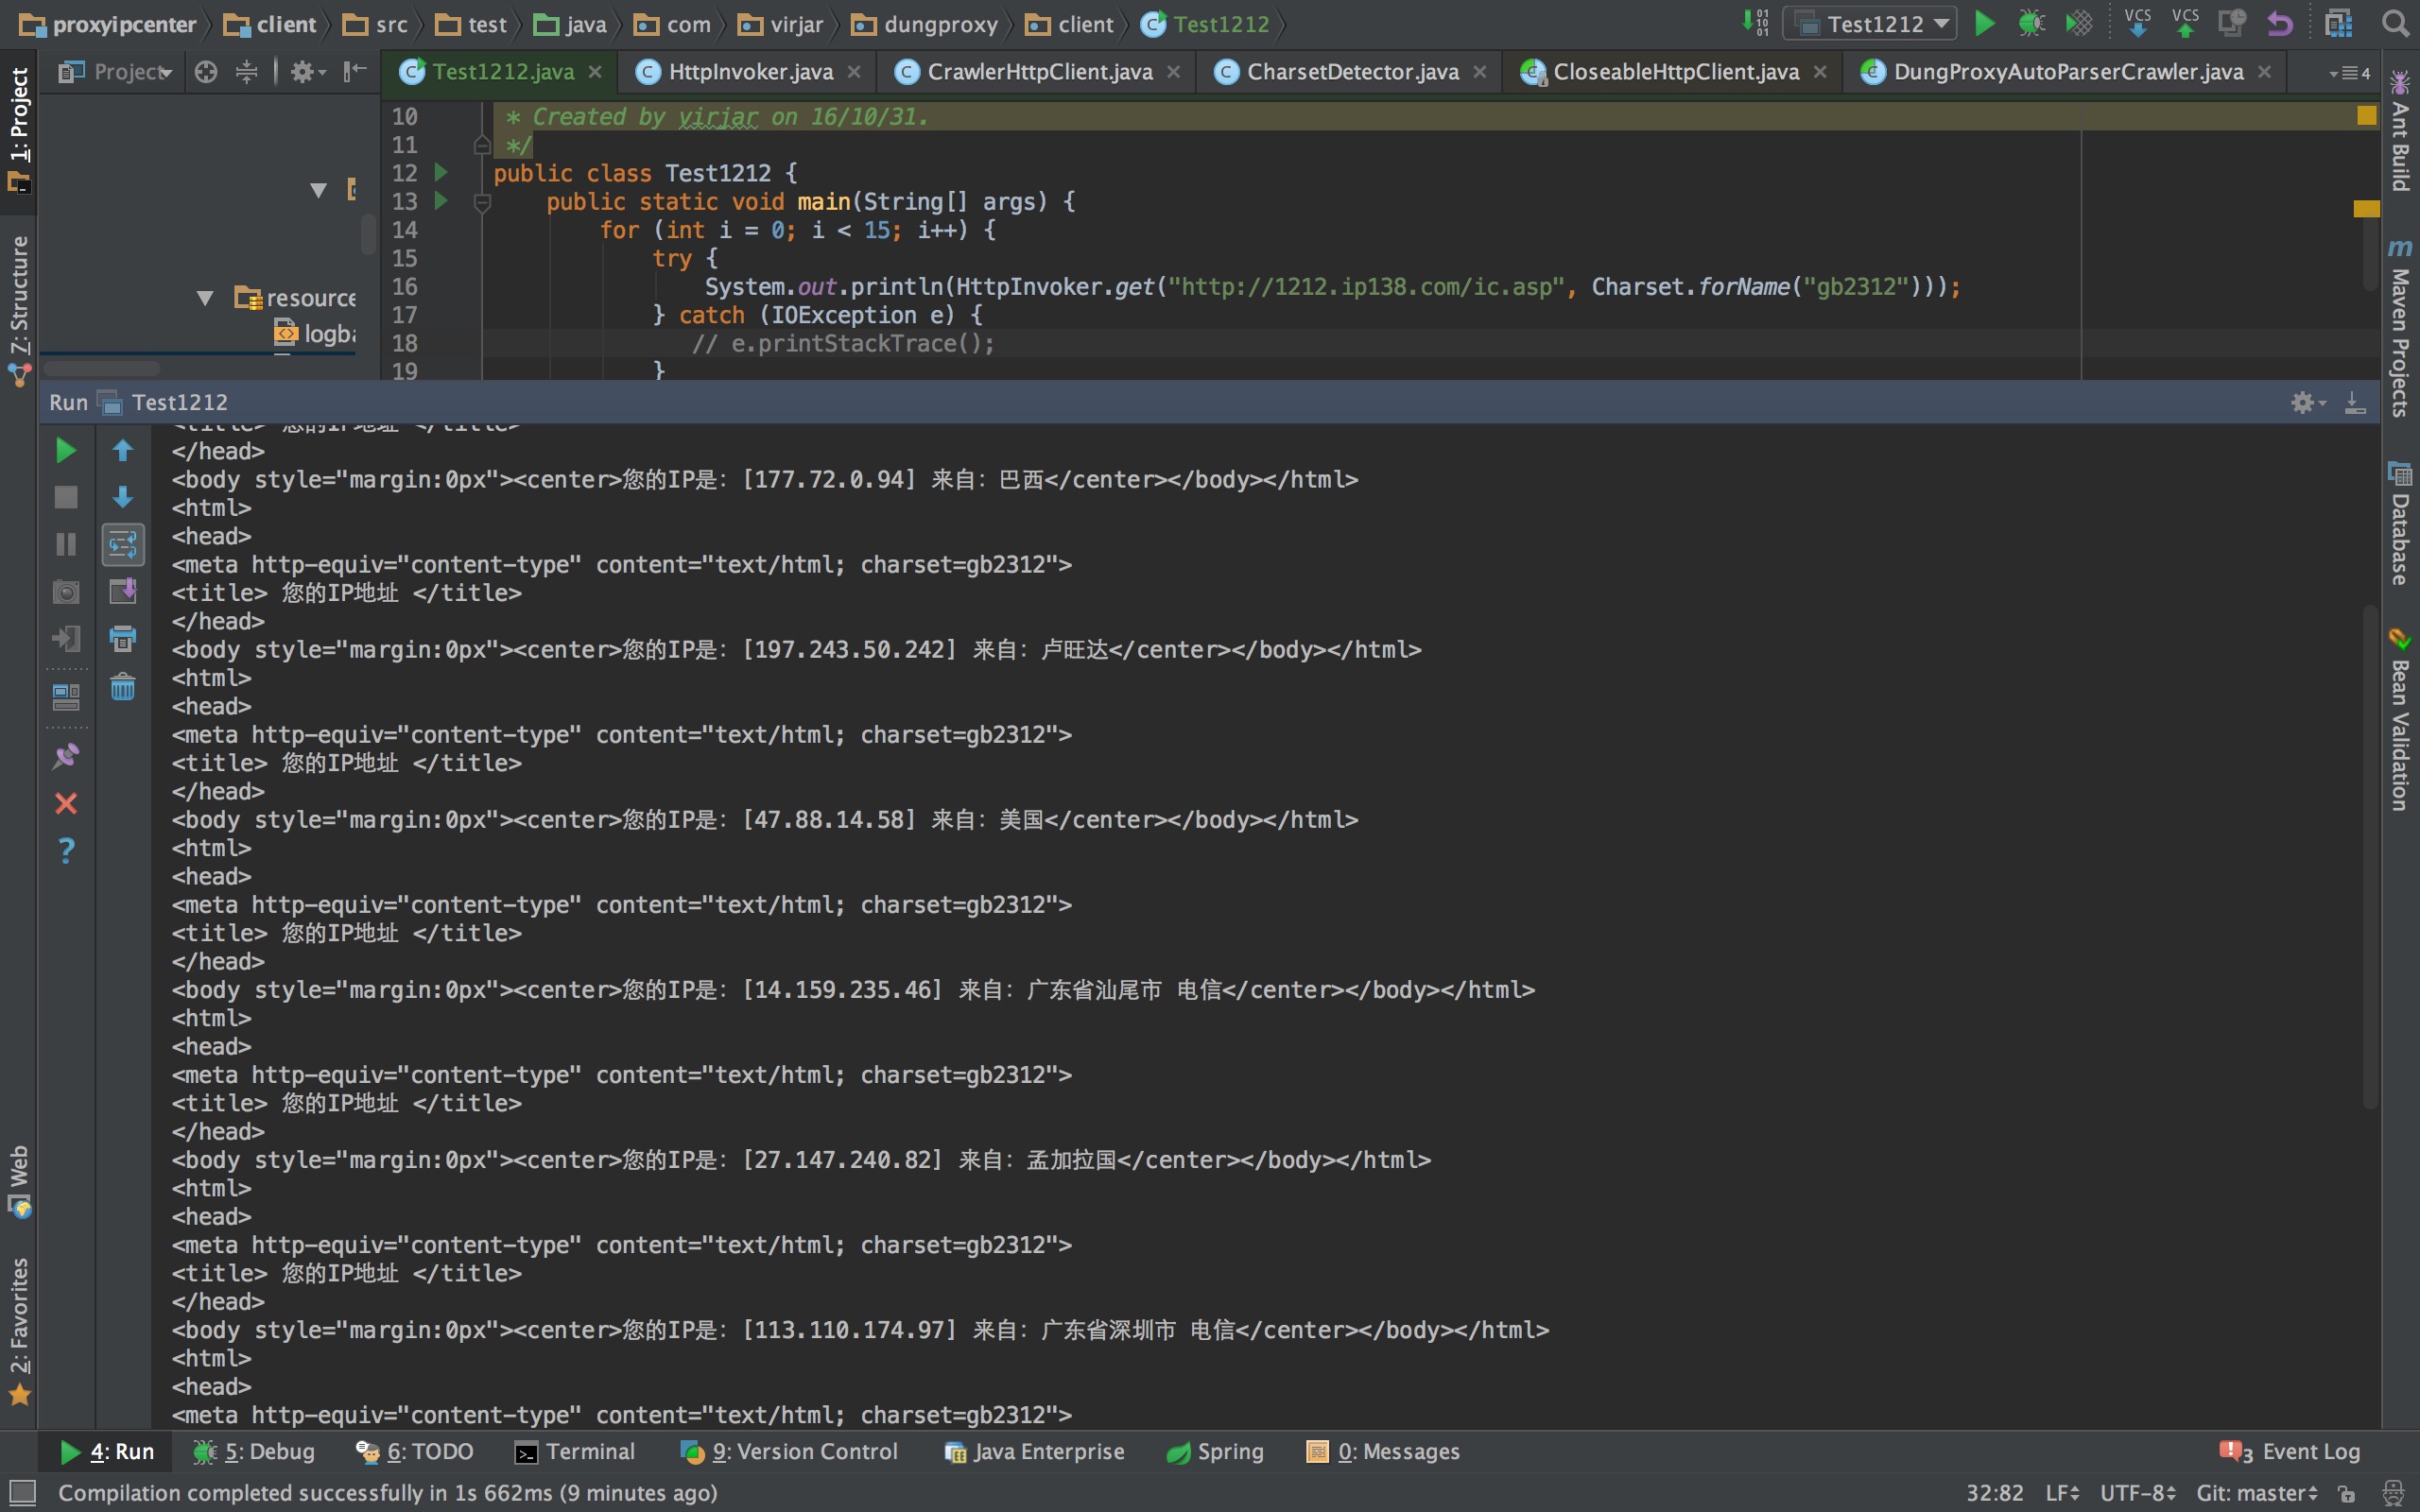 proxyipcenter client src test java com virjar dungproxy client Test1212
Test1212
VCS VCS
Project
Test1212.java HttpInvoker.java CrawlerHttpClient.java CharsetDetector.java CloseableHttpClient.java DungProxyAutoParserCrawler.java 4
1: Project
7: Structure
Web
2: Favorites
resource
logba
10 * Created by virjar on 16/10/31.
11 */
12 public class Test1212 {
13 public static void main(String[] args) {
14 for (int i = 0; i < 15; i++) {
15 try {
16 System.out.println(HttpInvoker.get("http://1212.ip138.com/ic.asp", Charset.forName("gb2312")));
17 } catch (IOException e) {
18 // e.printStackTrace();
19 }
Ant Build
Maven Projects
Database
Bean Validation
Run Test1212
<title> 您的IP地址 </title>
</head>
<body style="margin:0px"><center>您的IP是：[177.72.0.94] 来自：巴西</center></body></html>
<html>
<head>
<meta http-equiv="content-type" content="text/html; charset=gb2312">
<title> 您的IP地址 </title>
</head>
<body style="margin:0px"><center>您的IP是：[197.243.50.242] 来自：卢旺达</center></body></html>
<html>
<head>
<meta http-equiv="content-type" content="text/html; charset=gb2312">
<title> 您的IP地址 </title>
</head>
<body style="margin:0px"><center>您的IP是：[47.88.14.58] 来自：美国</center></body></html>
<html>
<head>
<meta http-equiv="content-type" content="text/html; charset=gb2312">
<title> 您的IP地址 </title>
</head>
<body style="margin:0px"><center>您的IP是：[14.159.235.46] 来自：广东省汕尾市 电信</center></body></html>
<html>
<head>
<meta http-equiv="content-type" content="text/html; charset=gb2312">
<title> 您的IP地址 </title>
</head>
<body style="margin:0px"><center>您的IP是：[27.147.240.82] 来自：孟加拉国</center></body></html>
<html>
<head>
<meta http-equiv="content-type" content="text/html; charset=gb2312">
<title> 您的IP地址 </title>
</head>
<body style="margin:0px"><center>您的IP是：[113.110.174.97] 来自：广东省深圳市 电信</center></body></html>
<html>
<head>
<meta http-equiv="content-type" content="text/html; charset=gb2312">
4: Run 5: Debug 6: TODO Terminal 9: Version Control Java Enterprise Spring 0: Messages 3 Event Log
Compilation completed successfully in 1s 662ms (9 minutes ago) 32:82 LF UTF-8 Git: master